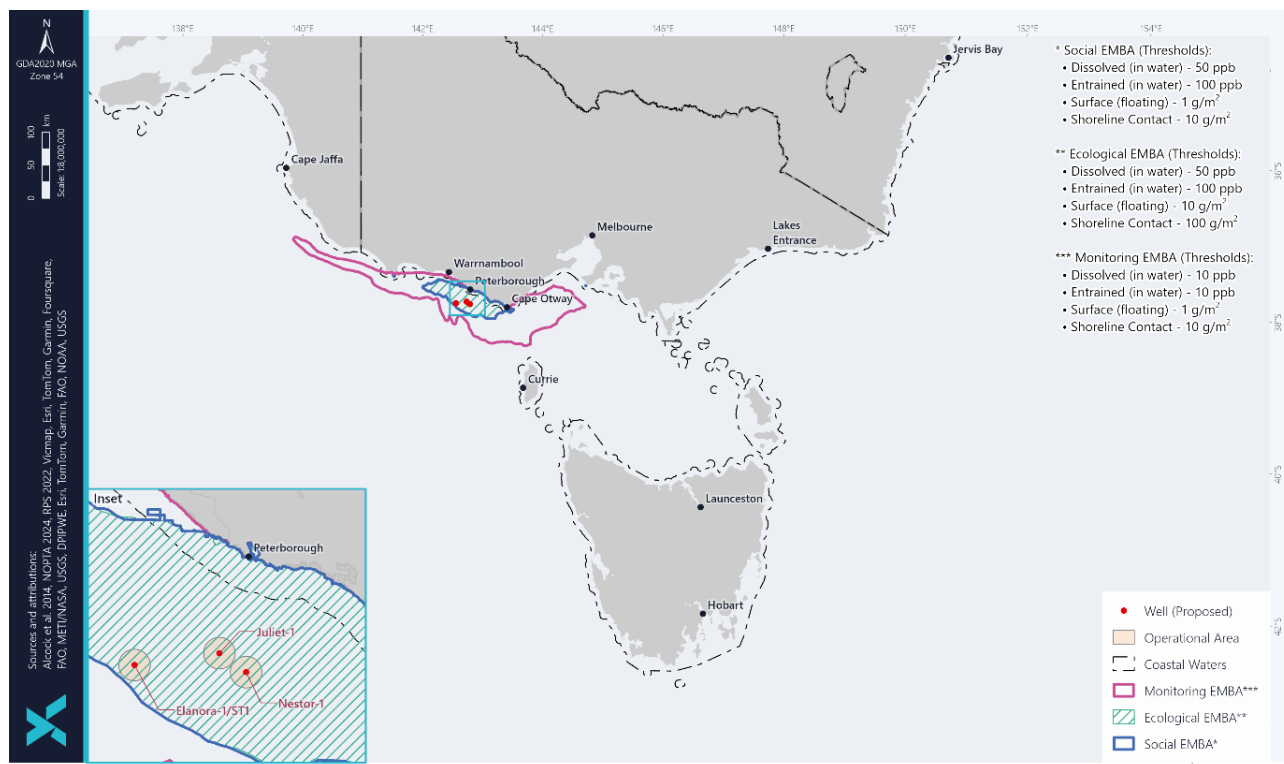 N
GDA2020 MGA
Zone 54
0 50 100
km
Scale: 1:8,000,000
Sources and attributions:
Alcock et al. 2014, NOPTA 2024, RPS 2022, Vicmap, Esri, TomTom, Garmin, Foursquare,
FAO, METI/NASA, USGS, DPIPWE, Esri, TomTom, Garmin, FAO, NOAA, USGS
138°E 140°E 142°E 144°E 146°E 148°E 150°E 152°E 154°E
Jervis Bay
Cape Jaffa
Melbourne
Lakes
Entrance
Warrnambool
Peterborough
Cape Otway
Currie
Launceston
Hobart
36°S
38°S
40°S
42°S
* Social EMBA (Thresholds):
• Dissolved (in water) - 50 ppb
• Entrained (in water) - 100 ppb
• Surface (floating) - 1 g/m²
• Shoreline Contact - 10 g/m²
** Ecological EMBA (Thresholds):
• Dissolved (in water) - 50 ppb
• Entrained (in water) - 100 ppb
• Surface (floating) - 10 g/m²
• Shoreline Contact - 100 g/m²
*** Monitoring EMBA (Thresholds):
• Dissolved (in water) - 10 ppb
• Entrained (in water) - 10 ppb
• Surface (floating) - 1 g/m²
• Shoreline Contact - 10 g/m²
Inset
Peterborough
Juliet-1
Nestor-1
Elanora-1/ST1
Well (Proposed)
Operational Area
Coastal Waters
Monitoring EMBA***
Ecological EMBA**
Social EMBA*